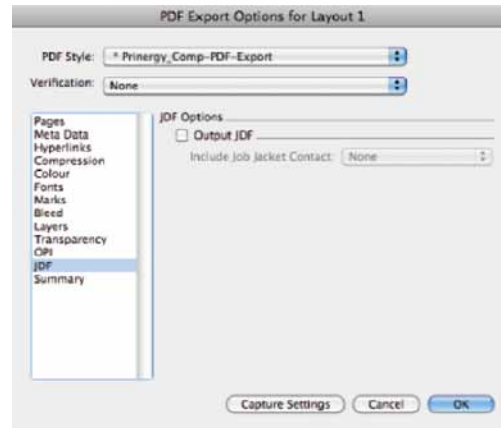 PDF Export Options for Layout 1
PDF Style: * Prinergy_Comp-PDF-Export
Verification: None
Pages
Meta Data
Hyperlinks
Compression
Colour
Fonts
Marks
Bleed
Layers
Transparency
OPI
JDF
Summary
JDF Options
Output JDF
Include Job Jacket Contact: None
Capture Settings Cancel OK